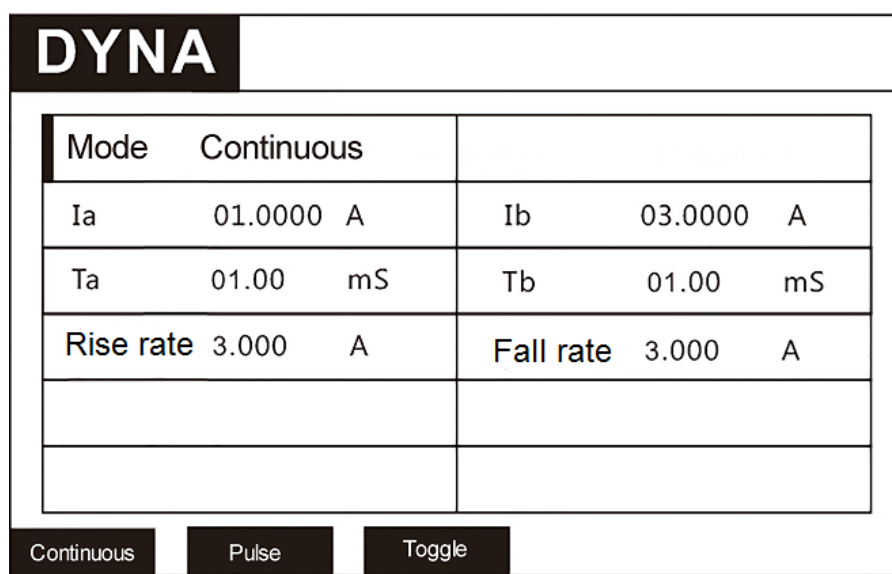 DYNA
Mode Continuous
Ia 01.0000 A Ib 03.0000 A
Ta 01.00 mS Tb 01.00 mS
Rise rate 3.000 A Fall rate 3.000 A
Continuous Pulse Toggle